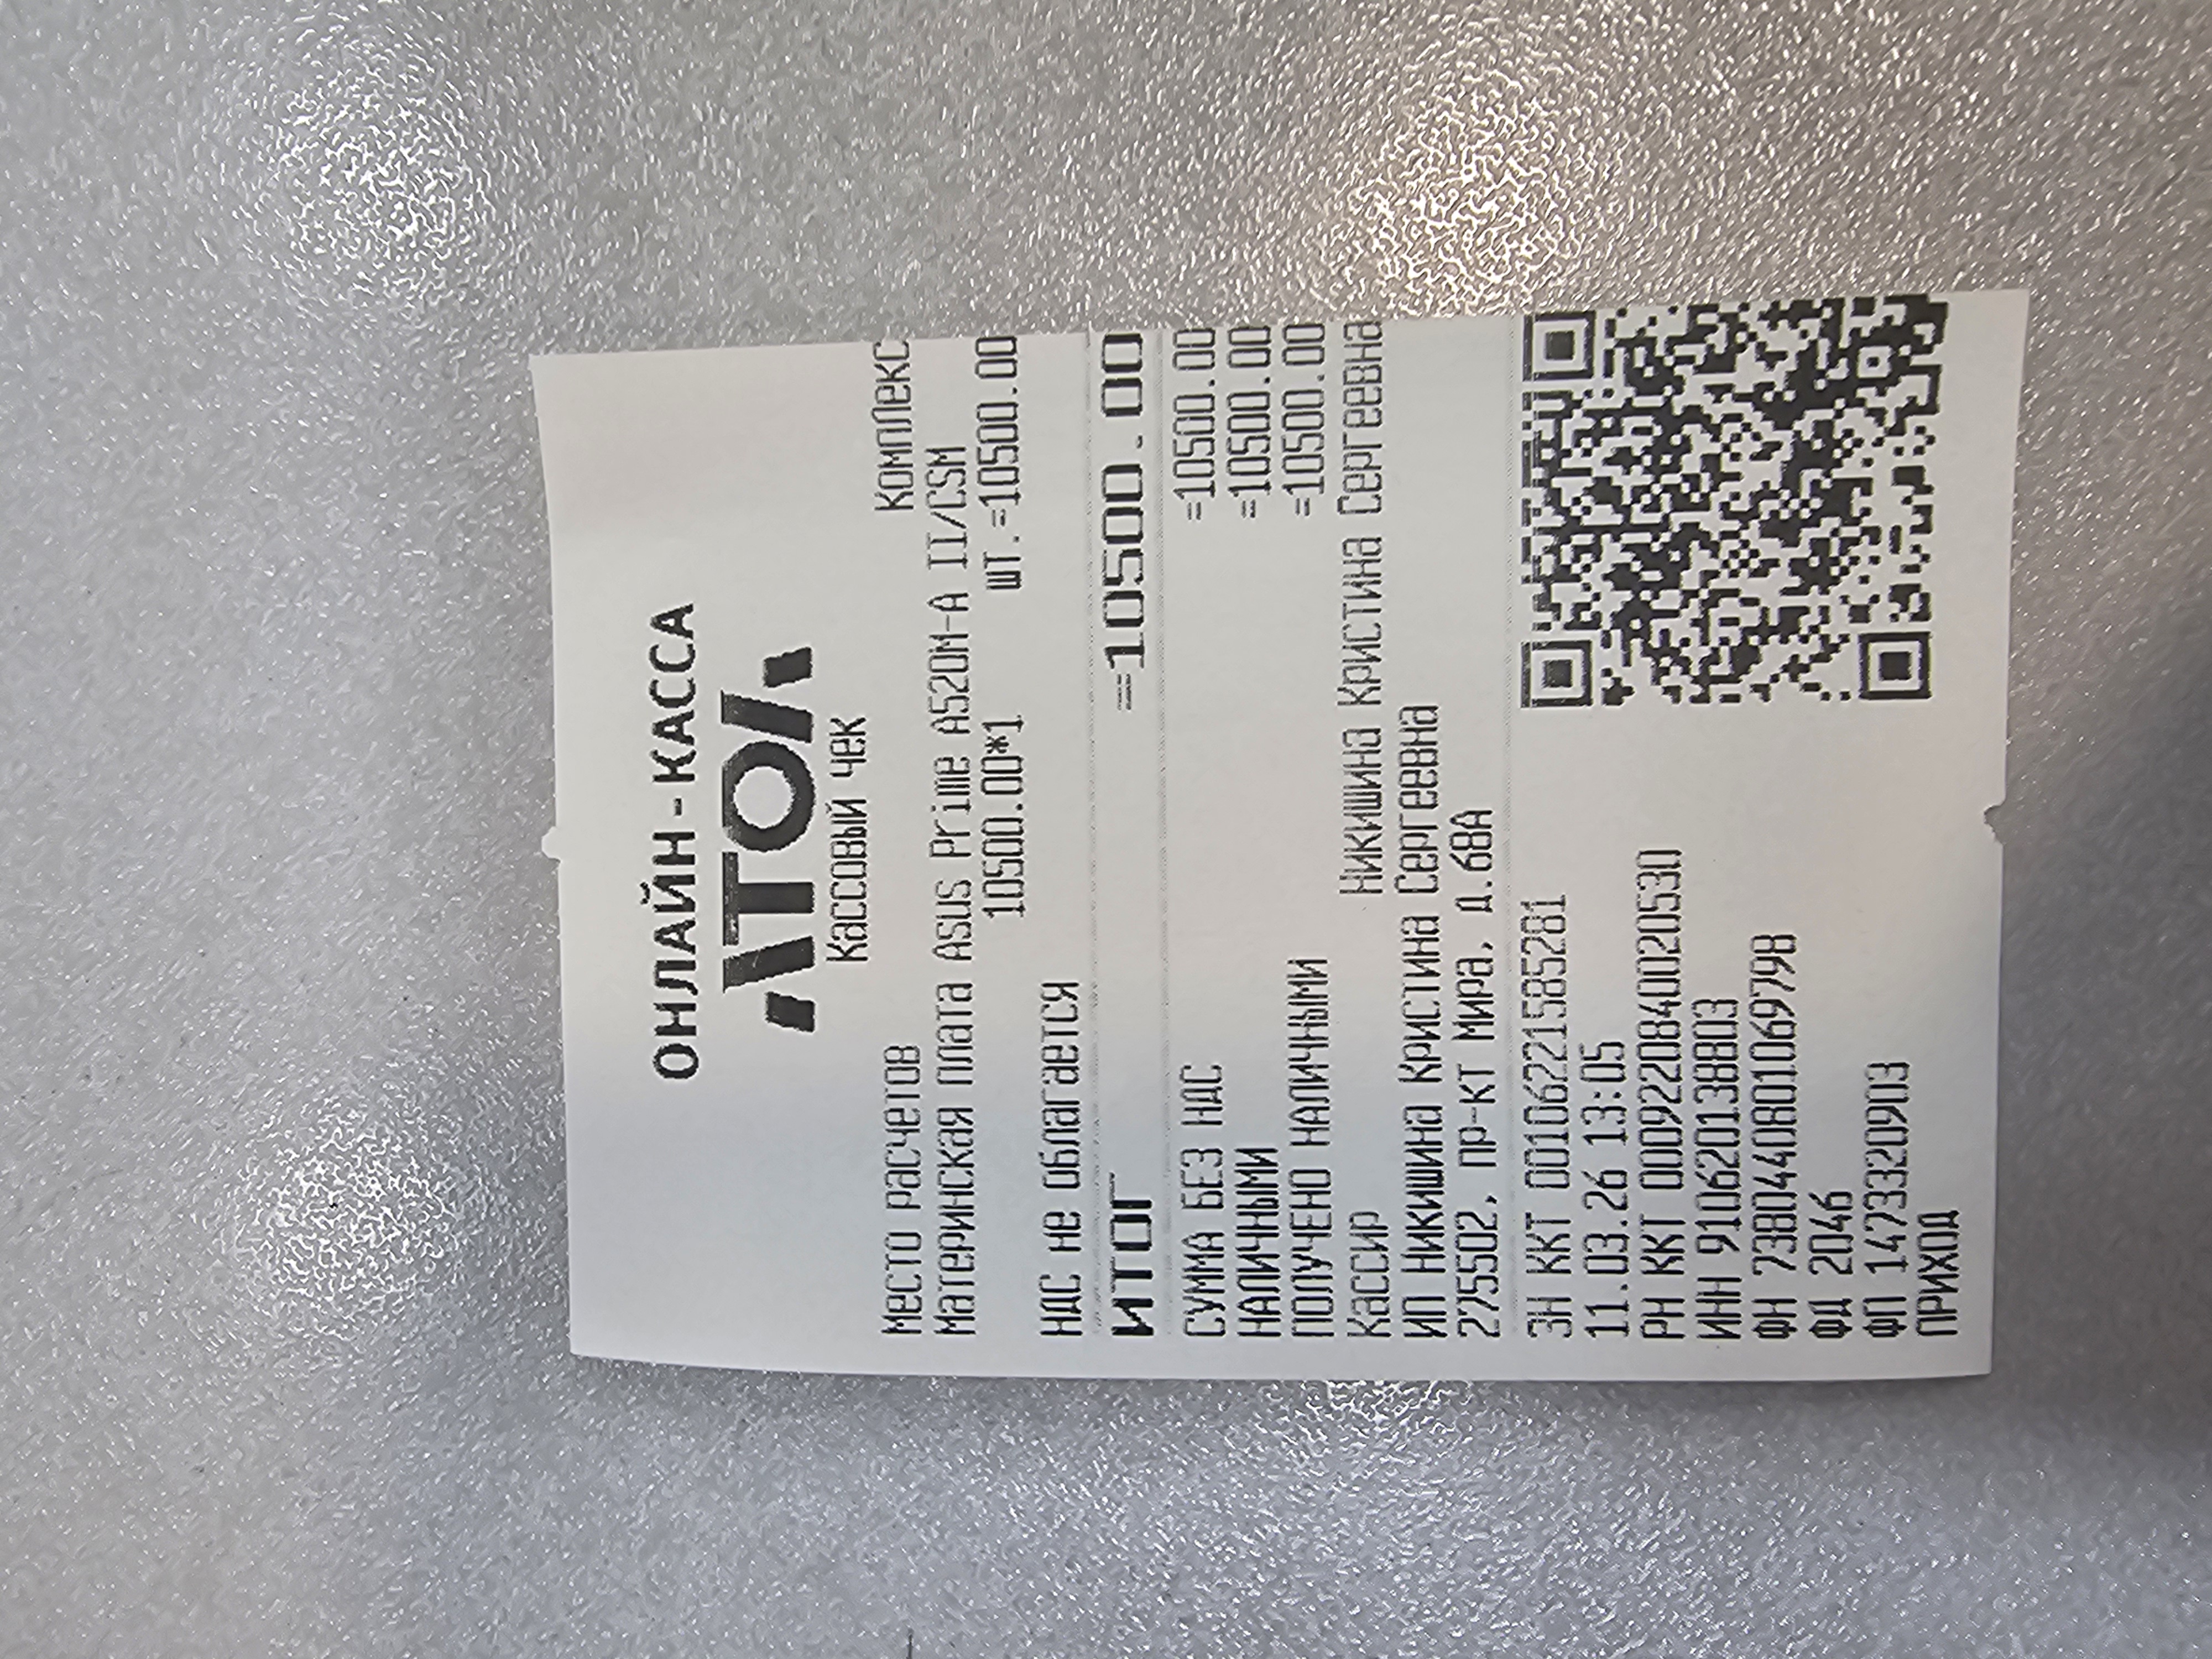 ОНЛАЙН-КАССА
АТОЛ
Кассовый чек
Место расчетов Комплекс
Материнская плата Asus Prime A520M-A II/CSM
10500.00*1 шт.=10500.00
НДС не облагается
ИТОГ =10500.00
СУММА БЕЗ НДС =10500.00
НАЛИЧНЫМИ =10500.00
ПОЛУЧЕНО НАЛИЧНЫМИ =10500.00
Кассир Никишина Кристина Сергеевна
ИП Никишина Кристина Сергеевна
275502, пр-кт Мира, д.68А
ЗН ККТ 00106221585281
11.03.26 13:05
РН ККТ 0009220840020530
ИНН 910620138803
ФН 7380440801069798
ФД 2046
ФП 1473320903
ПРИХОД